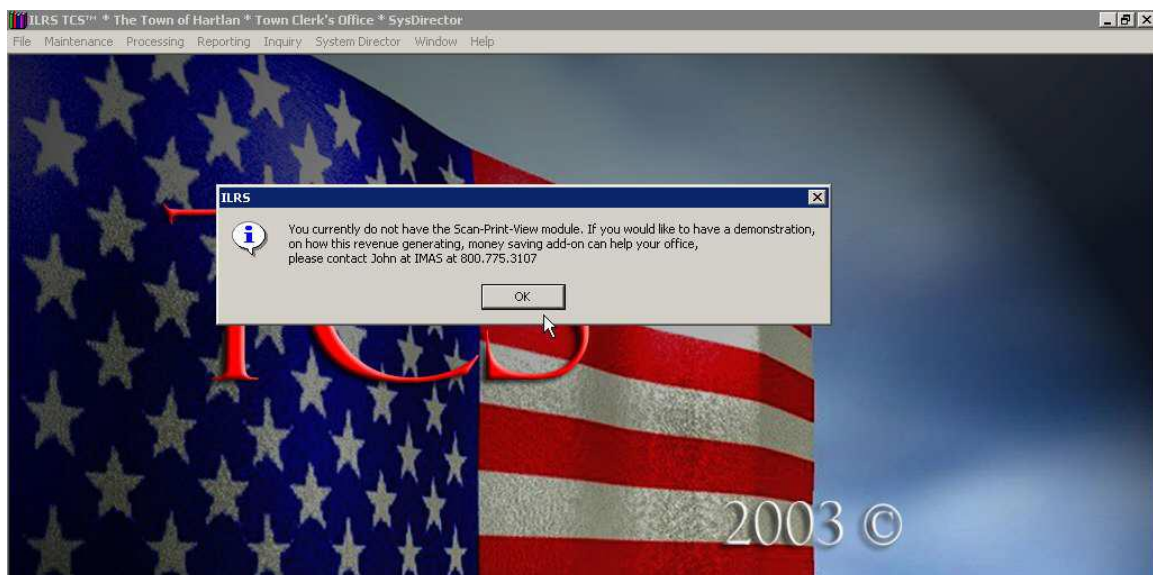 ILRS TCS™ * The Town of Hartlan * Town Clerk's Office * SysDirector
File Maintenance Processing Reporting Inquiry System Director Window Help
ILRS
You currently do not have the Scan-Print-View module. If you would like to have a demonstration,
on how this revenue generating, money saving add-on can help your office,
please contact John at IMAS at 800.775.3107
OK
TCS
2003 ©